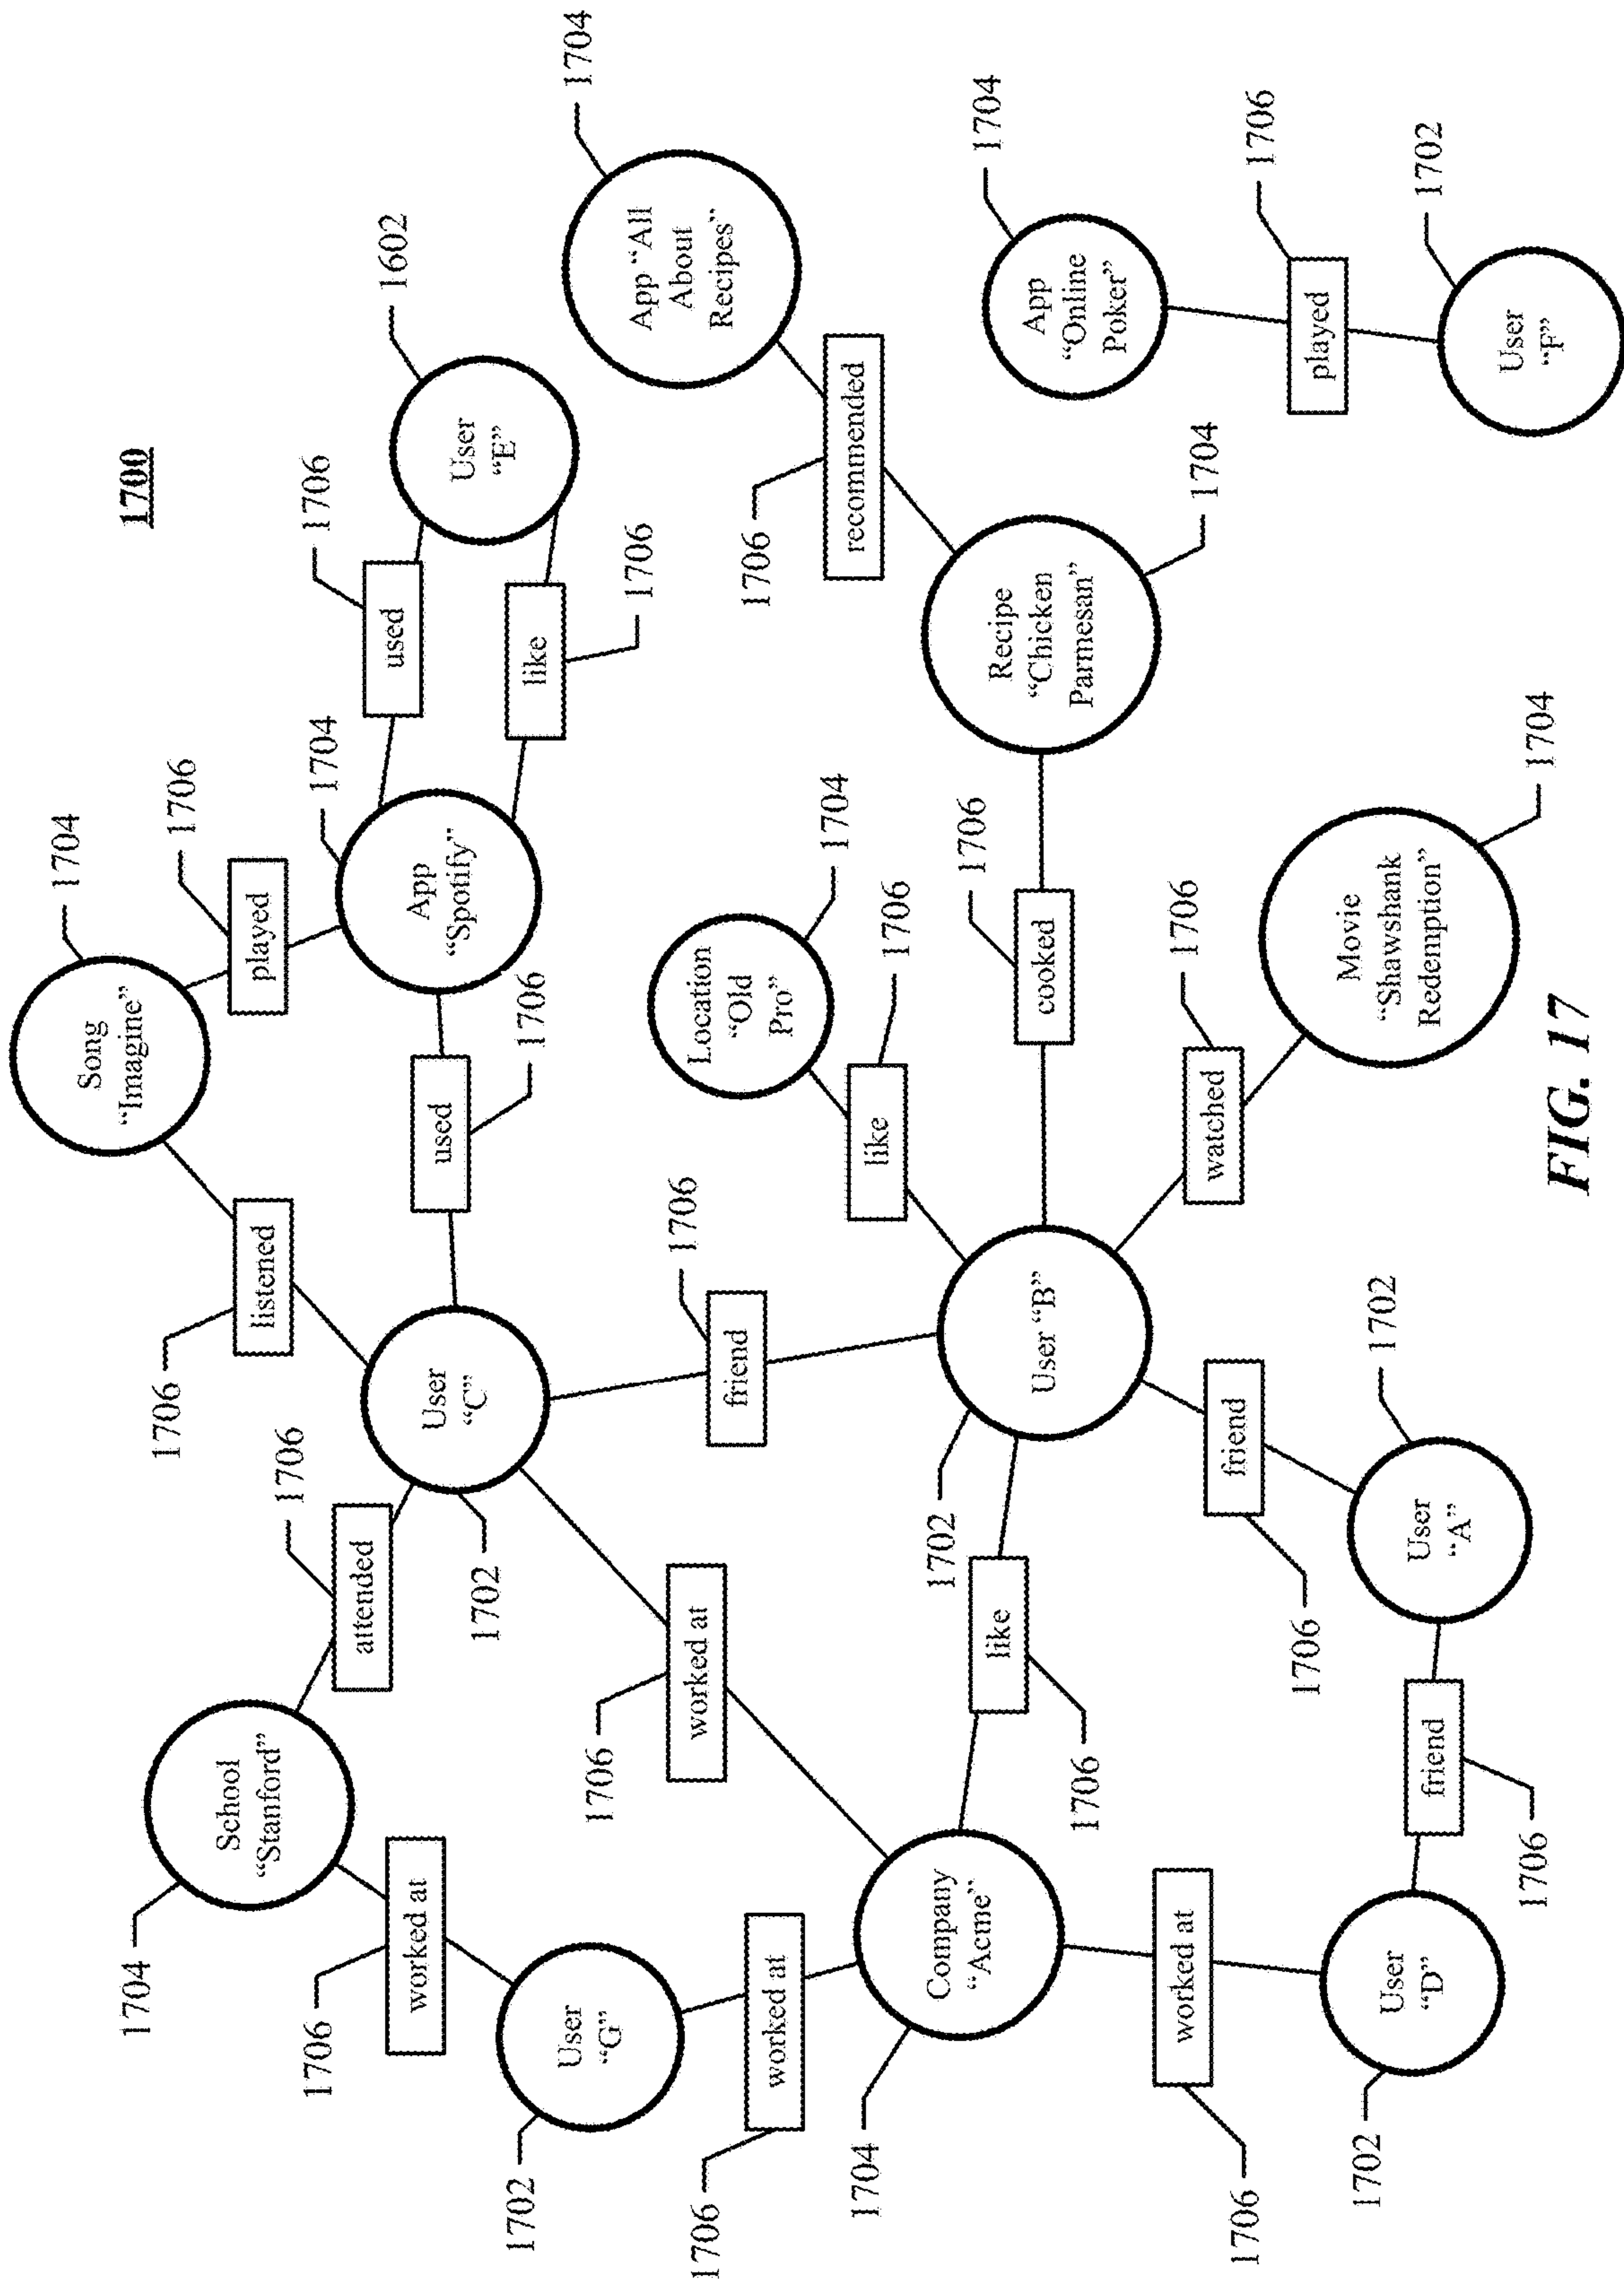 1700
1704
Song
“Imagine”
1706
played
1706
listened
1704
School
“Stanford”
1706
attended
1706
used
1602
User
“E”
1704
App
“Spotify”
1706
like
1706
worked at
User
“C”
1702
used
1706
1702
User
“G”
1706
worked at
1706
friend
1704
App “All
About
Recipes”
1706
worked at
Location
“Old
Pro”
1704
1706
recommended
like
1706
1704
Company
“Acme”
like
1706
1702
User “B”
1706
cooked
Recipe
“Chicken
Parmesan”
1704
1704
App
“Online
Poker”
worked at
1706
friend
1706
watched
1706
played
1706
1702
User
“D”
friend
1706
User
“A”
1702
Movie
“Shawshank
Redemption”
1704
User
“F”
1702
FIG. 17